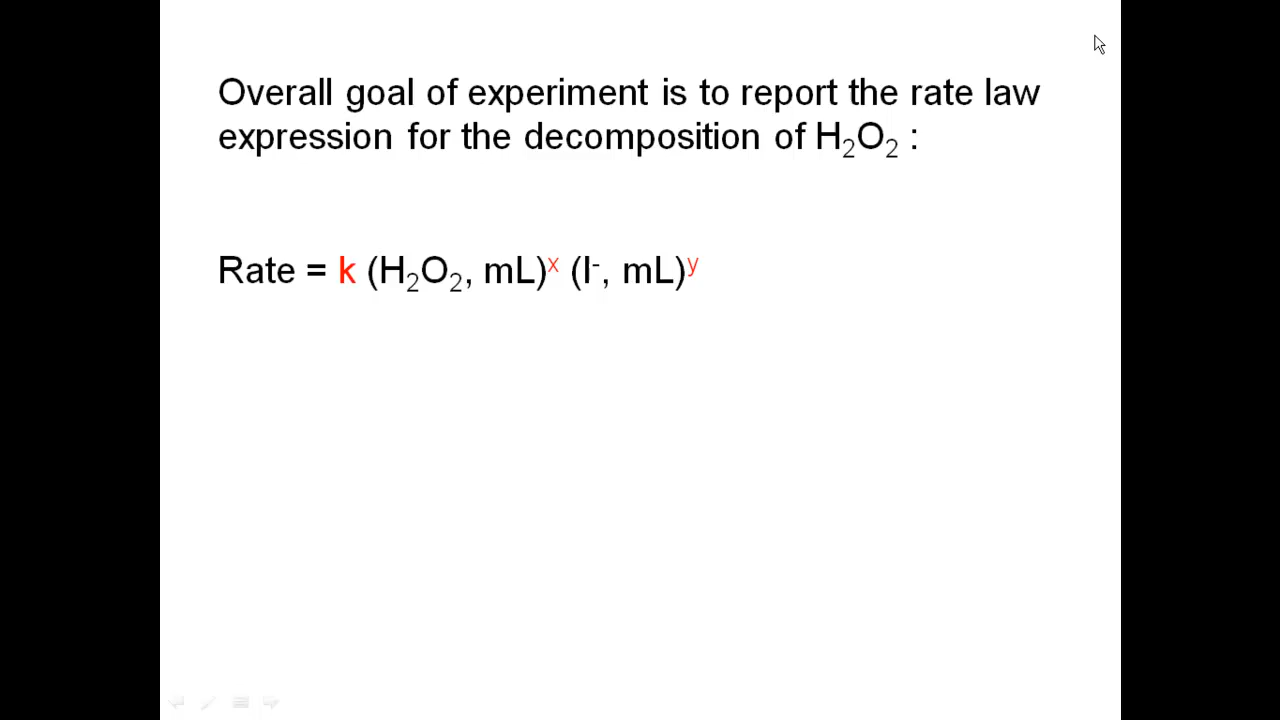 Overall goal of experiment is to report the rate law
expression for the decomposition of H₂O₂ :
Rate = k (H₂O₂, mL)ˣ (I⁻, mL)ʸ